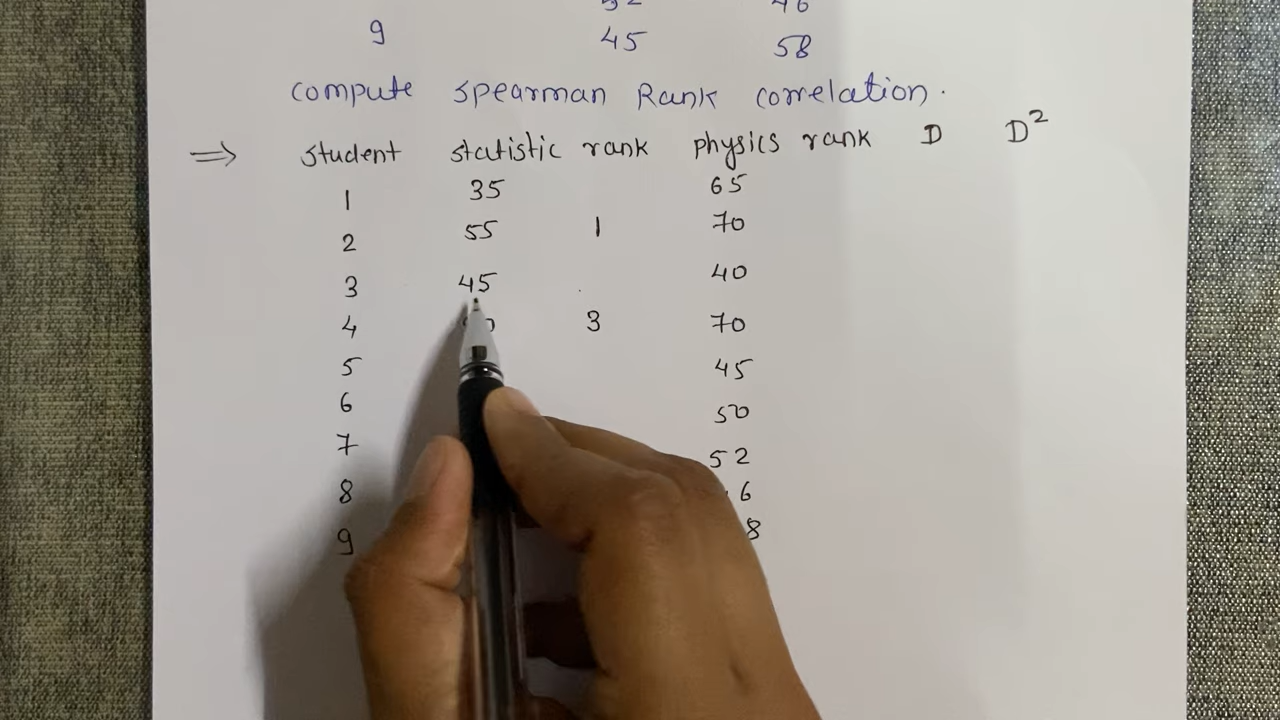 9 45 58
compute spearman Rank correlation.
⇒ student statistic rank physics rank D D²
1 35 65
2 55 1 70
3 45 40
4 3 70
5 45
6 50
7 52
8
9